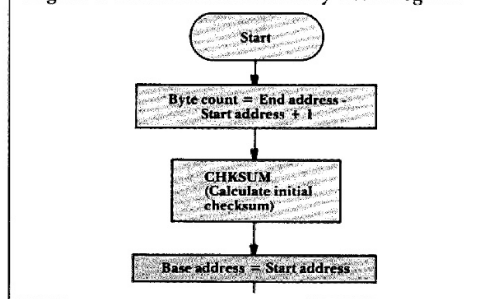 Start
Byte count = End address -
Start address + 1
CHKSUM
(Calculate initial
checksum)
Base address = Start address